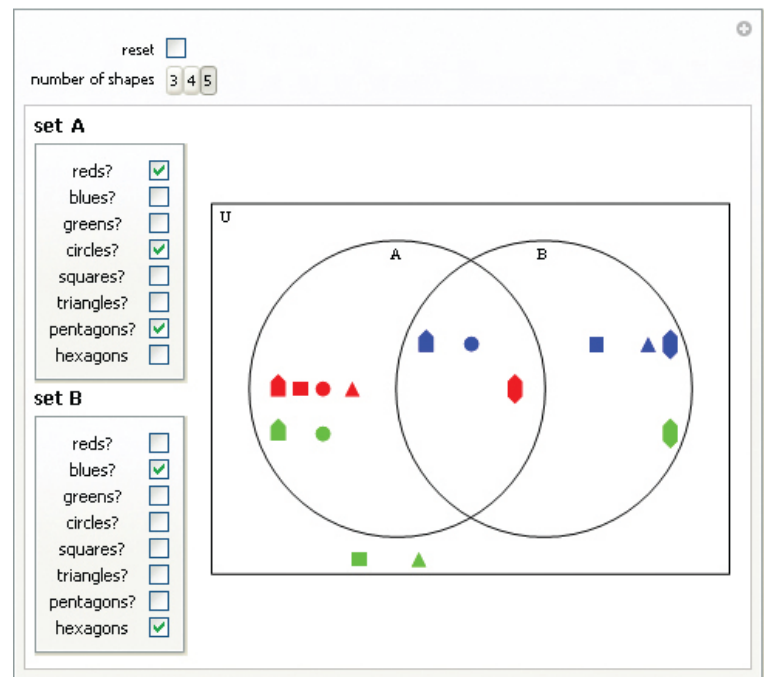 reset
number of shapes 3 4 5
set A
reds?
blues?
greens?
circles?
squares?
triangles?
pentagons?
hexagons
set B
reds?
blues?
greens?
circles?
squares?
triangles?
pentagons?
hexagons
U
A
B